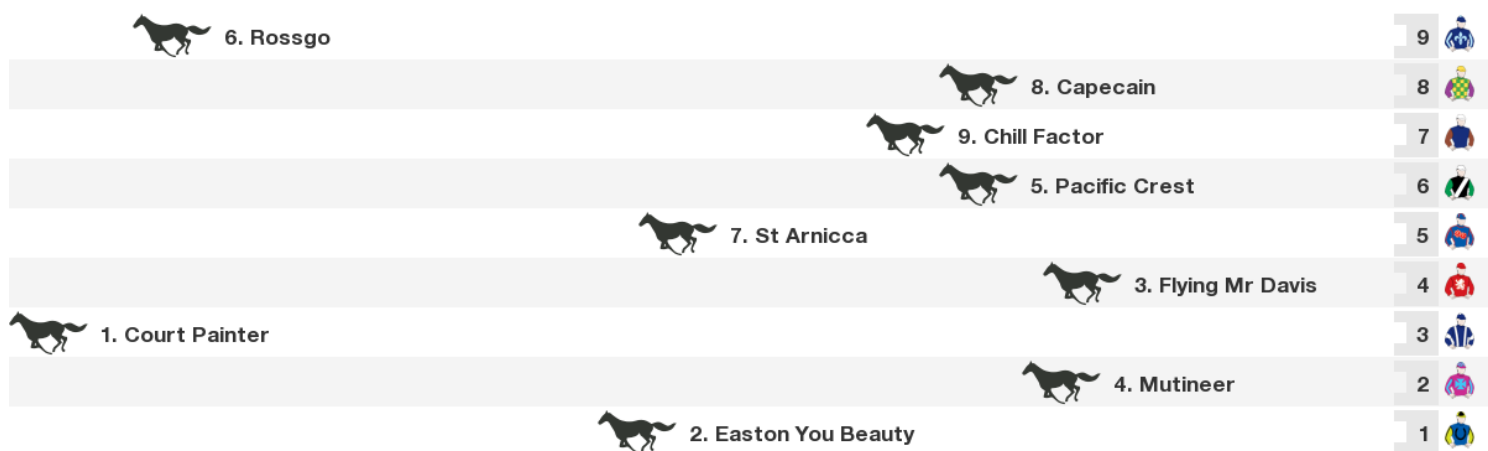 6. Rossgo 9
8. Capecain 8
9. Chill Factor 7
5. Pacific Crest 6
7. St Arnicca 5
3. Flying Mr Davis 4
1. Court Painter 3
4. Mutineer 2
2. Easton You Beauty 1